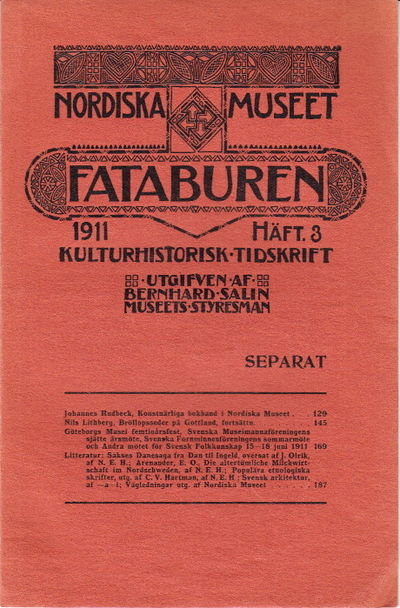 NORDISKA MUSEET
FATABUREN
1911 HÄFT. 3
KULTURHISTORISK·TIDSKRIFT
·UTGIFVEN·AF·
BERNHARD·SALIN
MUSEETS·STYRESMAN
SEPARAT
Johannes Rudbeck, Konstnärliga bokband i Nordiska Museet . 129
Nils Lithberg, Bröllopsseder på Gottland, fortsättn. 145
Göteborgs Musei femtioårsfest, Svenska Museimannaföreningens
sjätte årsmöte, Svenska Fornminnesföreningens sommarmöte
och Andra mötet för Svensk Folkkunskap 15—18 juni 1911 169
Litteratur: Sakses Danesaga fra Dan til Ingeld, oversat af J. Olrik,
af N. E. H.; Arenander, E. O., Die altertümliche Milchwirt-
schaft im Nordschweden, af N. E. H.; Populära etnologiska
skrifter, utg. af C. V. Hartman, af N. E. H; Svensk arkitektur,
af —a—i; Vägledningar utg. af Nordiska Museet . . . . . 187